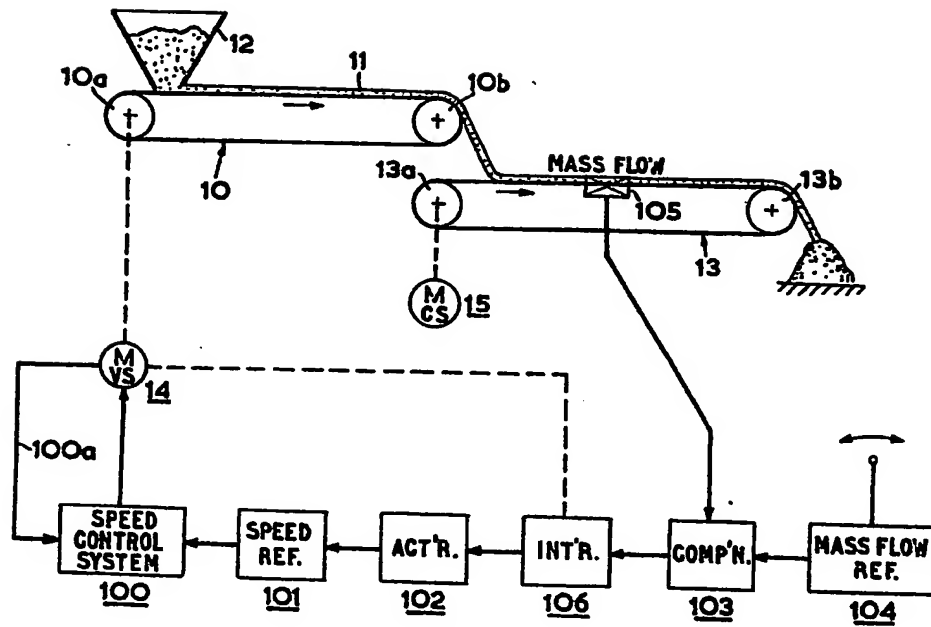 12
10a
11
10b
10
MASS FLOW
13a
105
13b
13
M
CS
15
M
VS
14
100a
SPEED
CONTROL
SYSTEM
100
SPEED
REF.
101
ACT'R.
102
INT'R.
106
COMP'N.
103
MASS FLOW
REF.
104